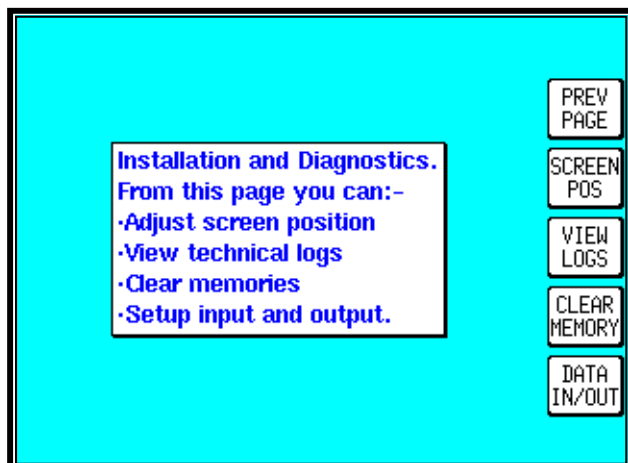 Installation and Diagnostics.
From this page you can:-
·Adjust screen position
·View technical logs
·Clear memories
·Setup input and output.
PREV
PAGE
SCREEN
POS
VIEW
LOGS
CLEAR
MEMORY
DATA
IN/OUT